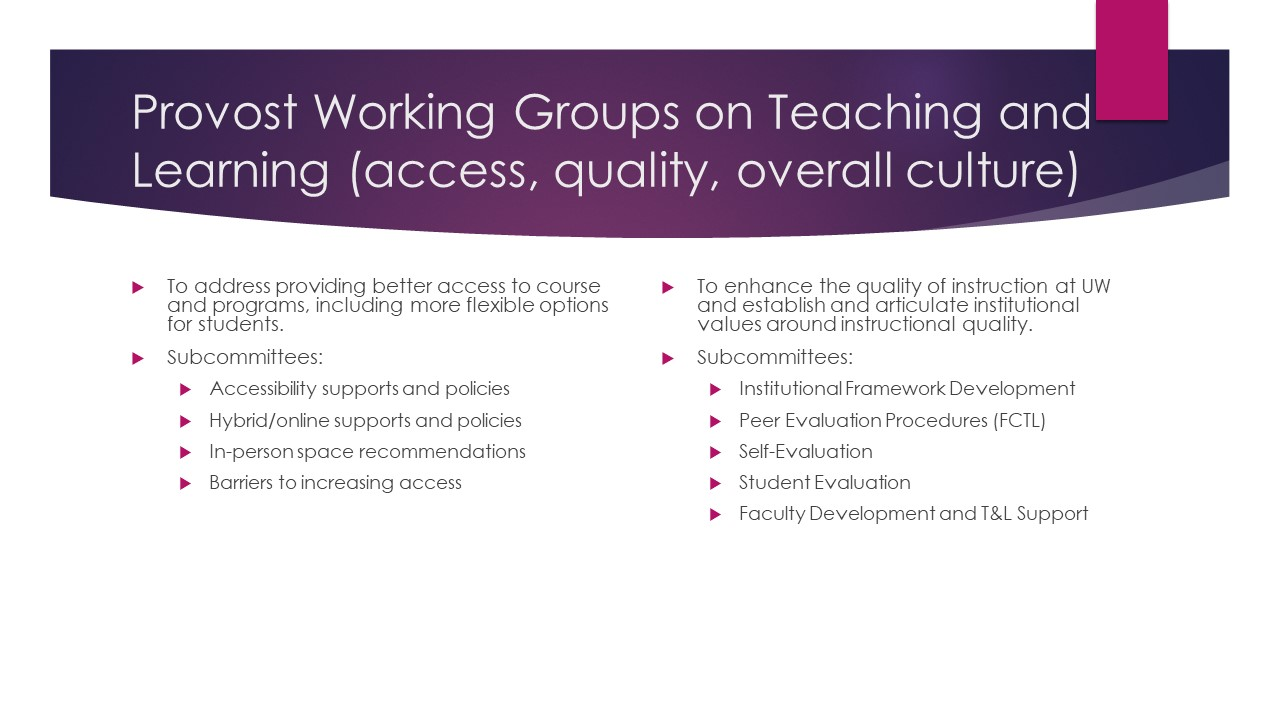 Provost Working Groups on Teaching and
Learning (access, quality, overall culture)
To address providing better access to course
and programs, including more flexible options
for students.
Subcommittees:
Accessibility supports and policies
Hybrid/online supports and policies
In-person space recommendations
Barriers to increasing access
To enhance the quality of instruction at UW
and establish and articulate institutional
values around instructional quality.
Subcommittees:
Institutional Framework Development
Peer Evaluation Procedures (FCTL)
Self-Evaluation
Student Evaluation
Faculty Development and T&L Support